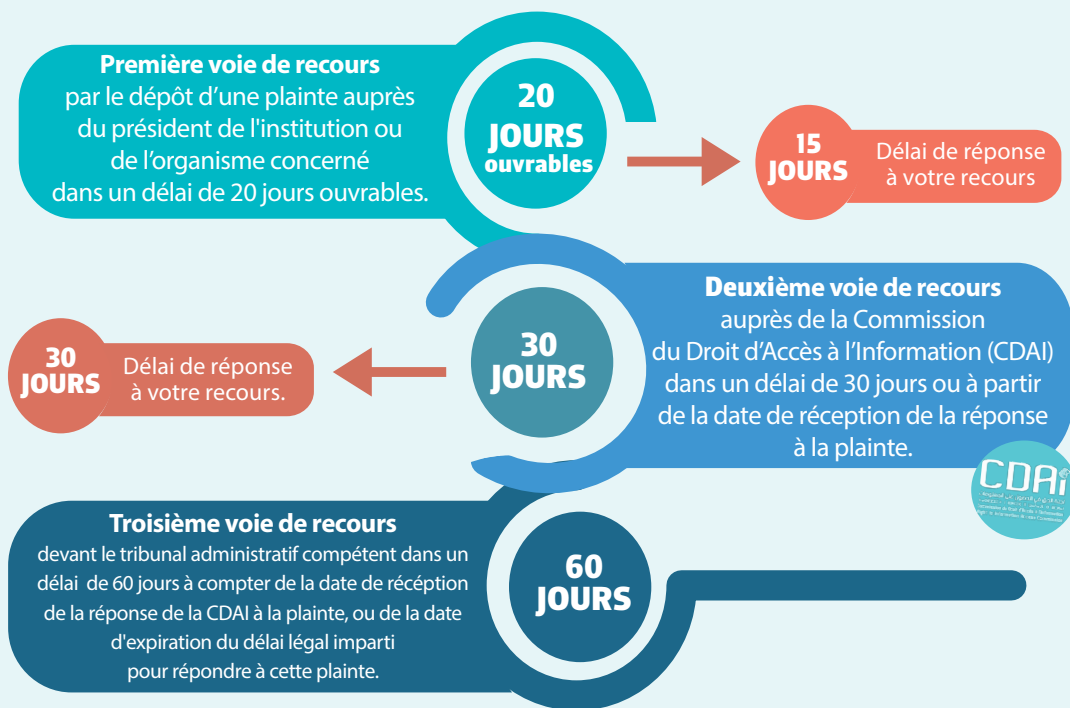 Première voie de recours
par le dépôt d'une plainte auprès
du président de l'institution ou
de l'organisme concerné
dans un délai de 20 jours ouvrables.
20
JOURS
ouvrables
15
JOURS
Délai de réponse
à votre recours
Deuxième voie de recours
auprès de la Commission
du Droit d'Accès à l'Information (CDAI)
dans un délai de 30 jours ou à partir
de la date de réception de la réponse
à la plainte.
30
JOURS
30
JOURS
Délai de réponse
à votre recours.
CDAi
Troisième voie de recours
devant le tribunal administratif compétent dans un
délai de 60 jours à compter de la date de récéption
de la réponse de la CDAI à la plainte, ou de la date
d'expiration du délai légal imparti
pour répondre à cette plainte.
60
JOURS